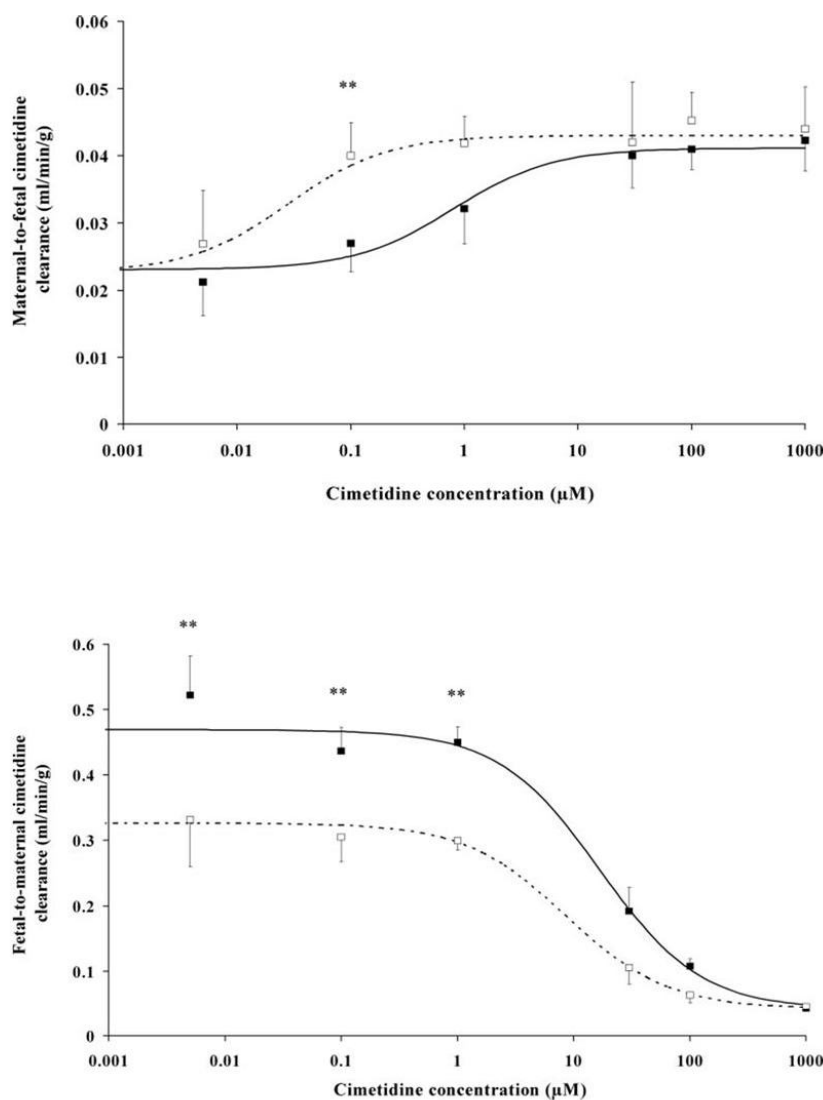 0.06
**
0.05
0.04
0.03
0.02
0.01
0
0.001 0.01 0.1 1 10 100 1000
Maternal-to-fetal cimetidine
clearance (ml/min/g)
Cimetidine concentration (µM)
0.6
**
0.5
** **
0.4
0.3
0.2
0.1
0
0.001 0.01 0.1 1 10 100 1000
Fetal-to-maternal cimetidine
clearance (ml/min/g)
Cimetidine concentration (µM)